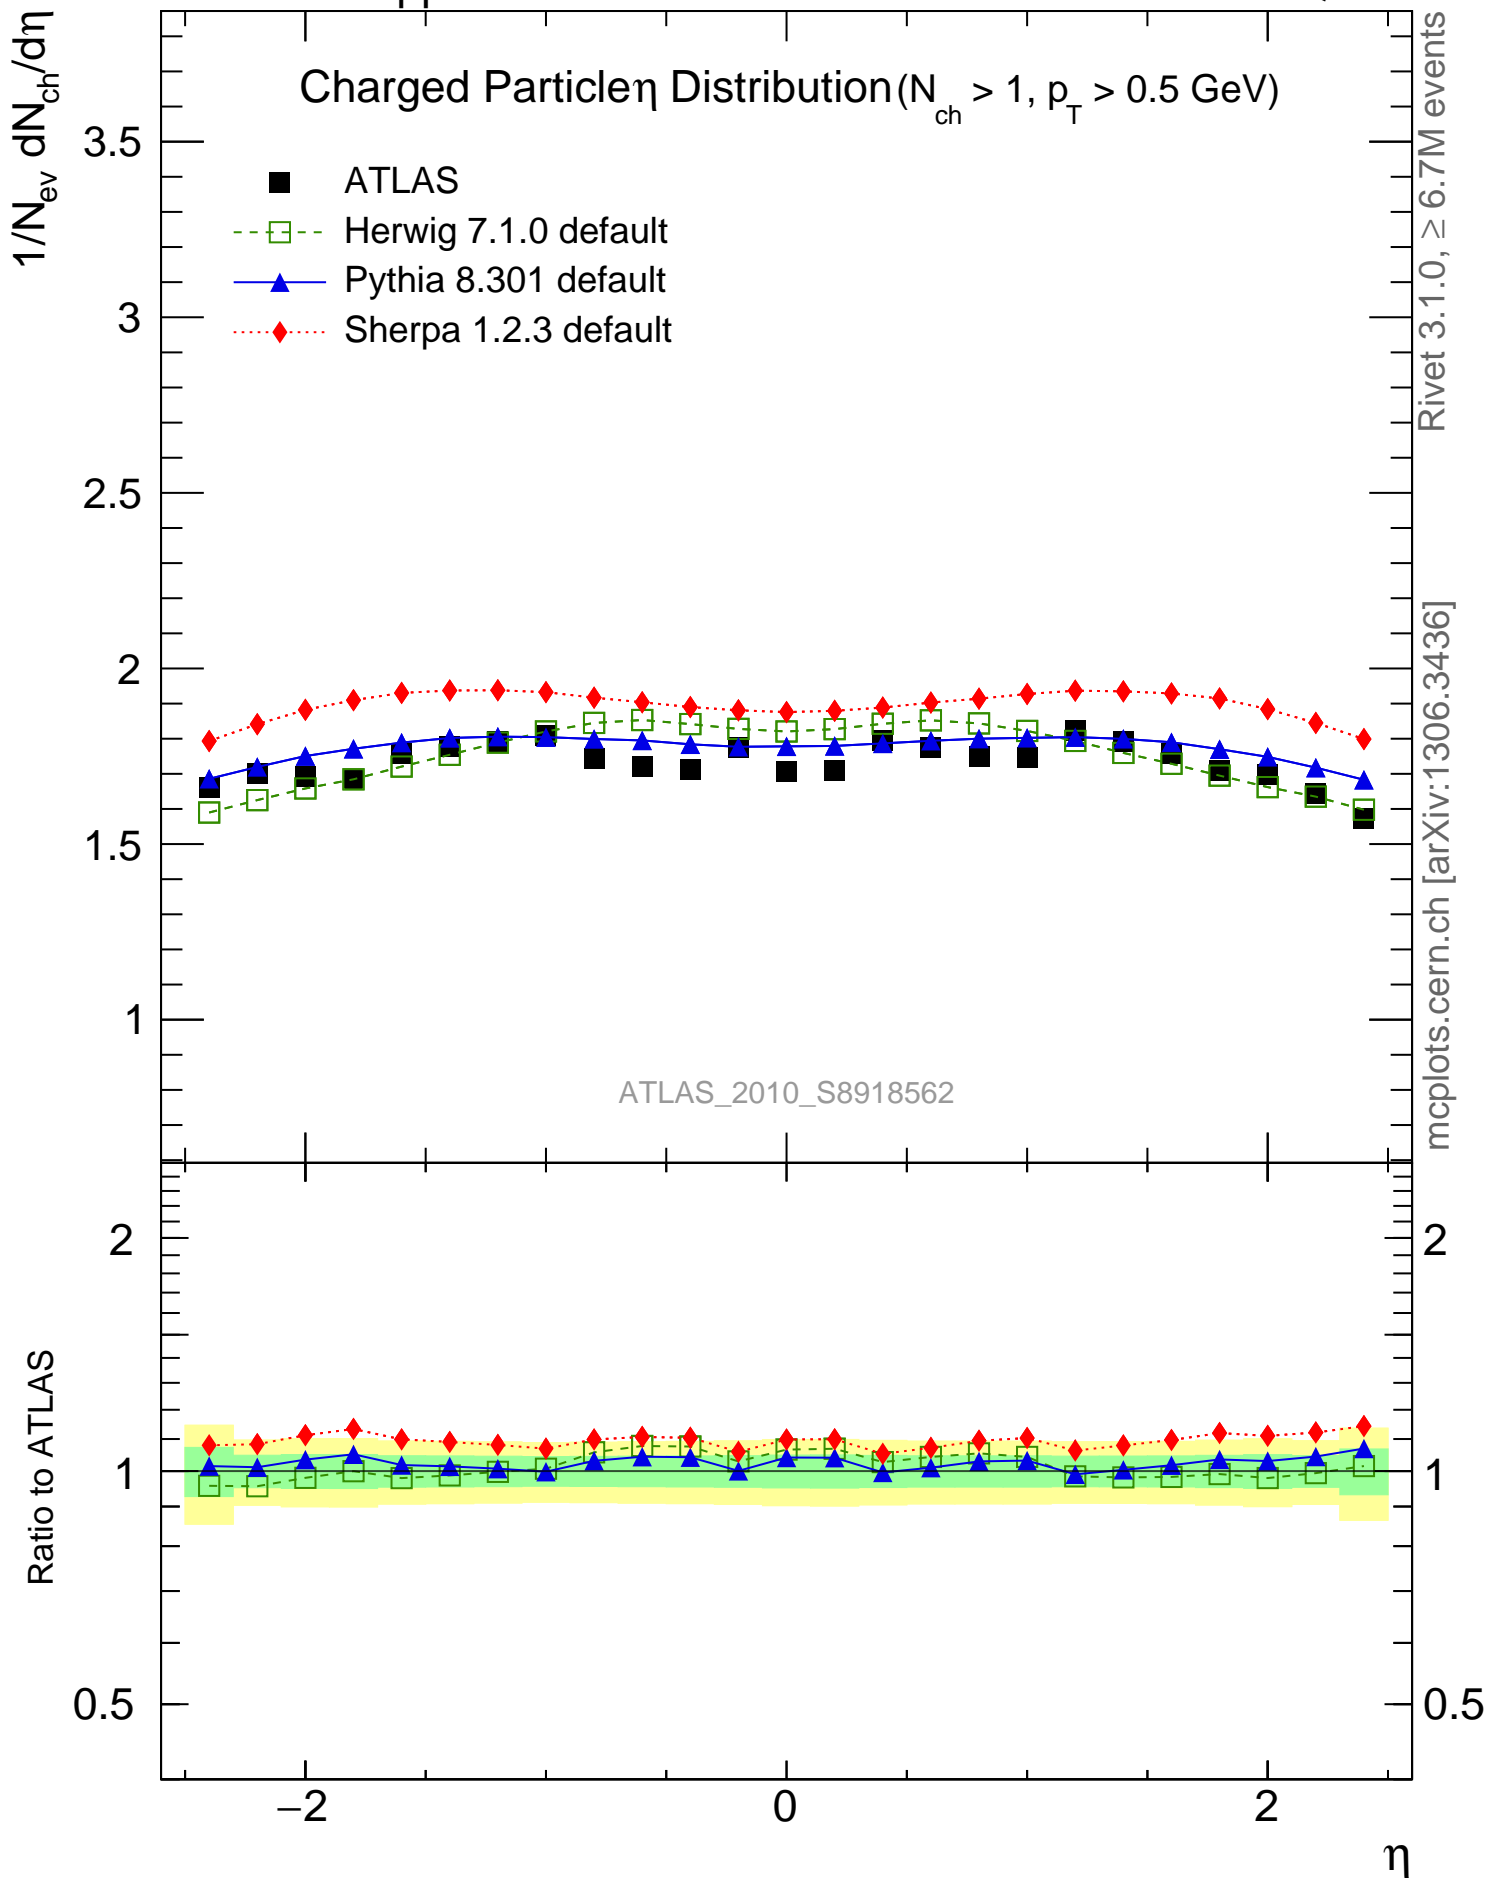 1/N_ev dN_ch/dη
Charged Particleη Distribution (N_ch > 1, p_T > 0.5 GeV)
ATLAS
Herwig 7.1.0 default
Pythia 8.301 default
Sherpa 1.2.3 default
3.5
3
2.5
2
1.5
1
ATLAS_2010_S8918562
Rivet 3.1.0, ≥ 6.7M events
mcplots.cern.ch [arXiv:1306.3436]
Ratio to ATLAS
2
1
0.5
2
1
0.5
−2
0
2
η